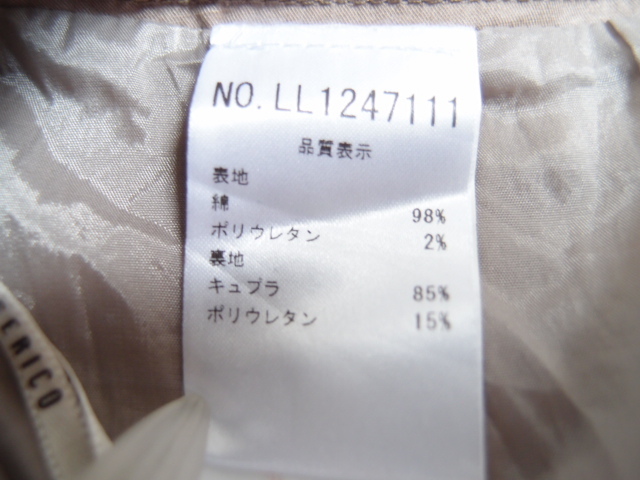 NO.LL1247111
品質表示
表地
綿 98%
ポリウレタン 2%
裏地
キュプラ 85%
ポリウレタン 15%
ERICO